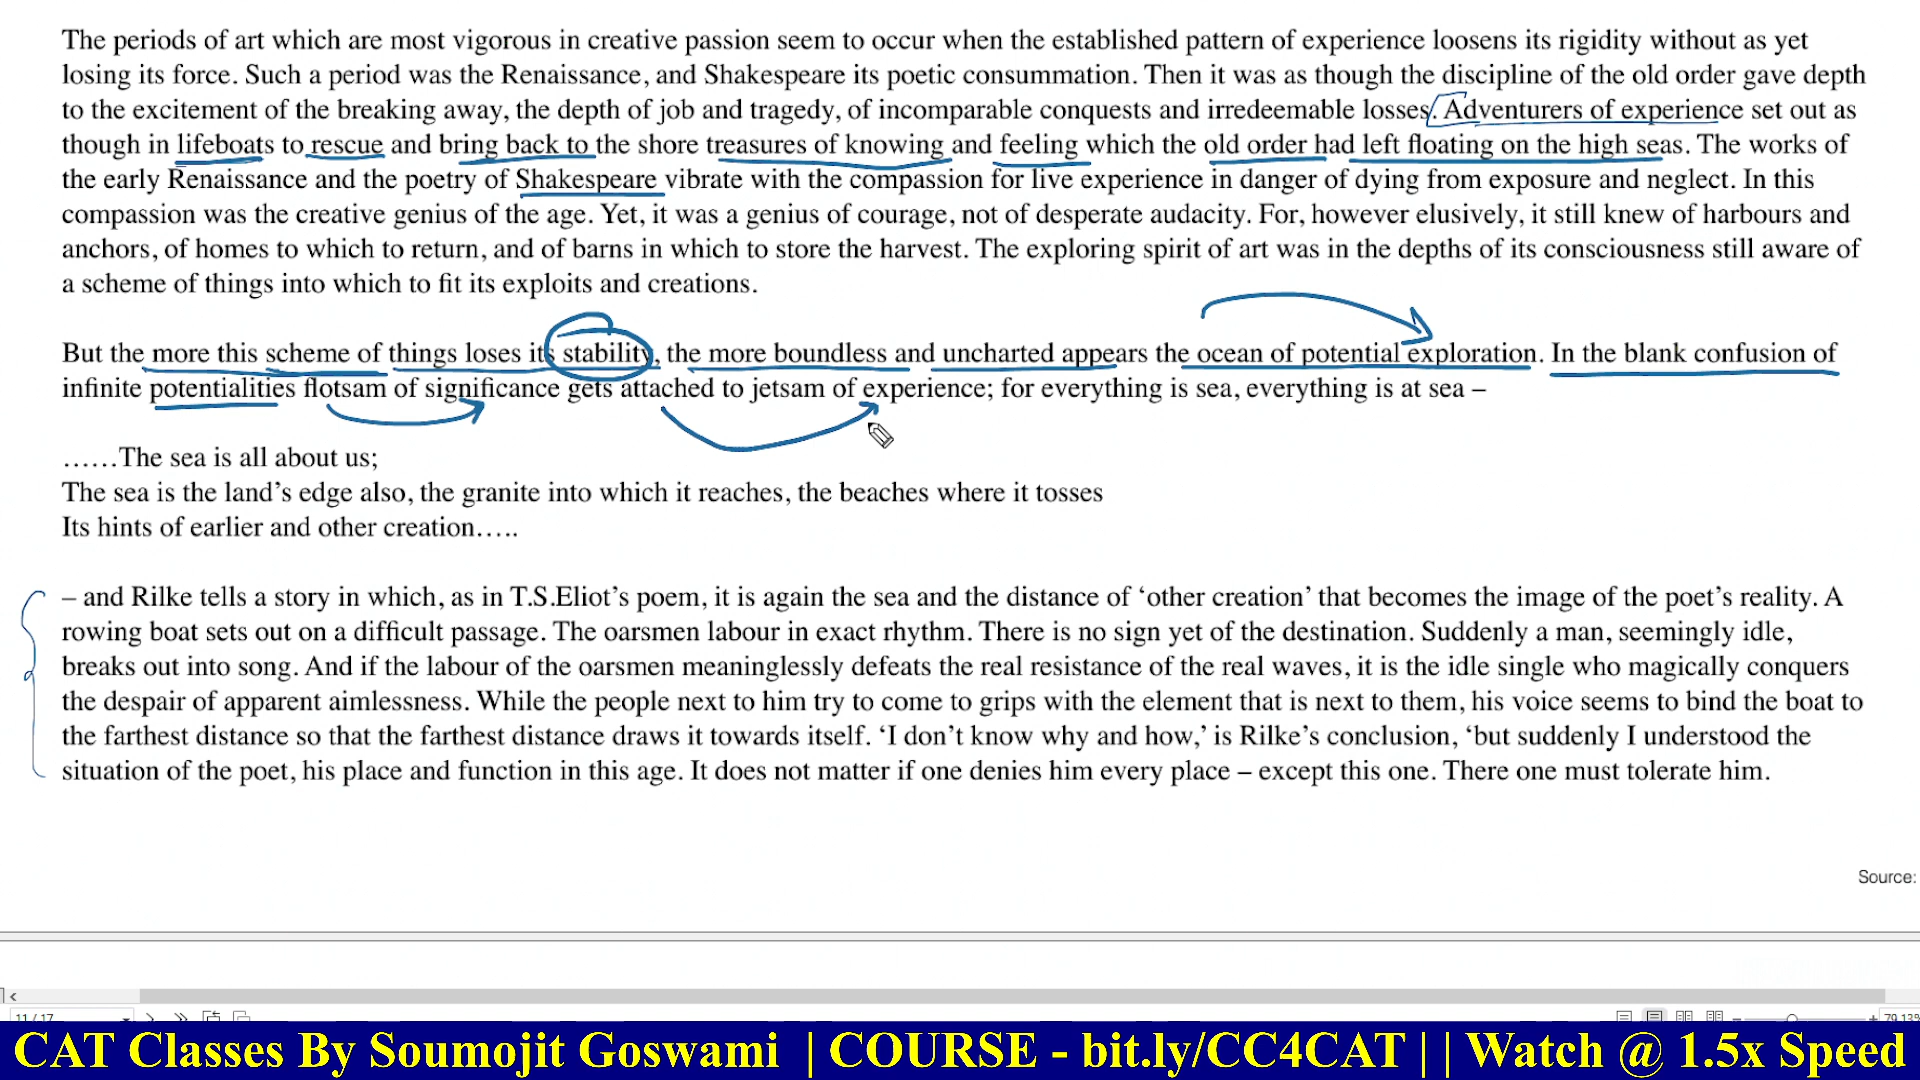 The periods of art which are most vigorous in creative passion seem to occur when the established pattern of experience loosens its rigidity without as yet
losing its force. Such a period was the Renaissance, and Shakespeare its poetic consummation. Then it was as though the discipline of the old order gave depth
to the excitement of the breaking away, the depth of job and tragedy, of incomparable conquests and irredeemable losses. Adventurers of experience set out as
though in lifeboats to rescue and bring back to the shore treasures of knowing and feeling which the old order had left floating on the high seas. The works of
the early Renaissance and the poetry of Shakespeare vibrate with the compassion for live experience in danger of dying from exposure and neglect. In this
compassion was the creative genius of the age. Yet, it was a genius of courage, not of desperate audacity. For, however elusively, it still knew of harbours and
anchors, of homes to which to return, and of barns in which to store the harvest. The exploring spirit of art was in the depths of its consciousness still aware of
a scheme of things into which to fit its exploits and creations.
But the more this scheme of things loses its stability, the more boundless and uncharted appears the ocean of potential exploration. In the blank confusion of
infinite potentialities flotsam of significance gets attached to jetsam of experience; for everything is sea, everything is at sea –
……The sea is all about us;
The sea is the land’s edge also, the granite into which it reaches, the beaches where it tosses
Its hints of earlier and other creation…..
– and Rilke tells a story in which, as in T.S.Eliot’s poem, it is again the sea and the distance of ‘other creation’ that becomes the image of the poet’s reality. A
rowing boat sets out on a difficult passage. The oarsmen labour in exact rhythm. There is no sign yet of the destination. Suddenly a man, seemingly idle,
breaks out into song. And if the labour of the oarsmen meaninglessly defeats the real resistance of the real waves, it is the idle single who magically conquers
the despair of apparent aimlessness. While the people next to him try to come to grips with the element that is next to them, his voice seems to bind the boat to
the farthest distance so that the farthest distance draws it towards itself. ‘I don’t know why and how,’ is Rilke’s conclusion, ‘but suddenly I understood the
situation of the poet, his place and function in this age. It does not matter if one denies him every place – except this one. There one must tolerate him.
Source:
11 / 17
79.13%
CAT Classes By Soumojit Goswami | COURSE - bit.ly/CC4CAT | | Watch @ 1.5x Speed